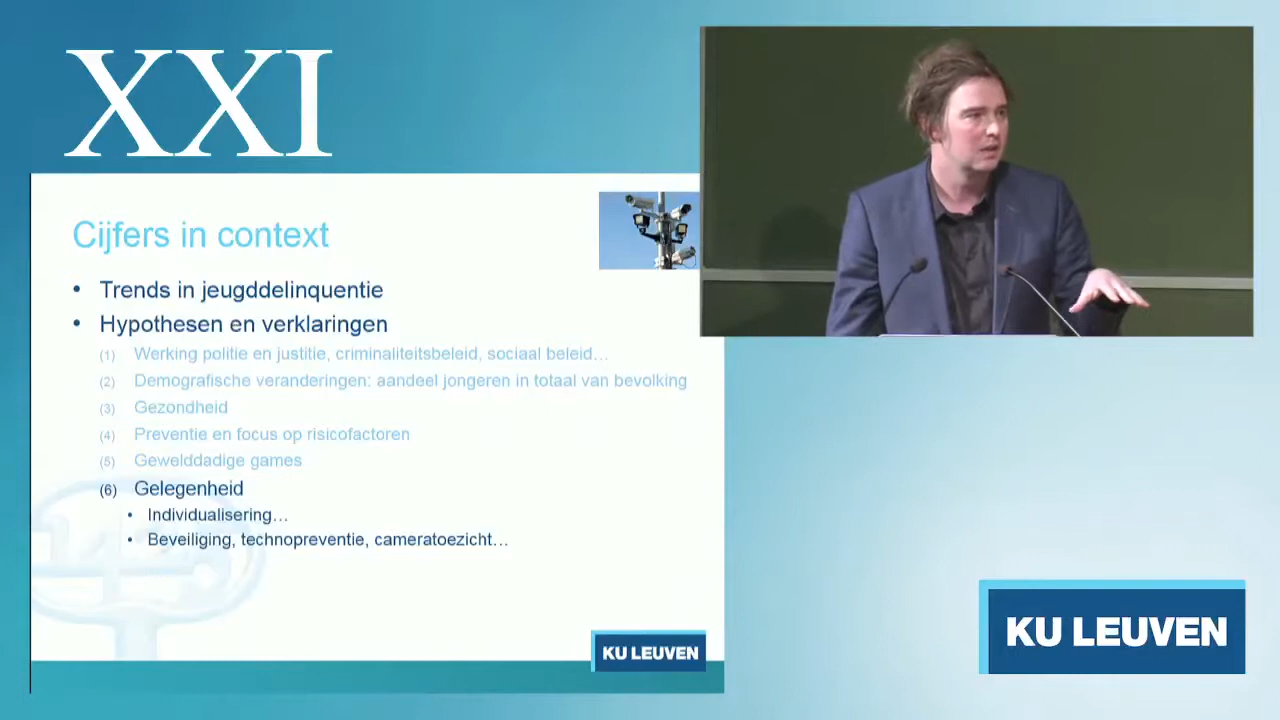 XXI
Cijfers in context
• Trends in jeugddelinquentie
• Hypothesen en verklaringen
(1) Werking politie en justitie, criminaliteitsbeleid, sociaal beleid…
(2) Demografische veranderingen: aandeel jongeren in totaal van bevolking
(3) Gezondheid
(4) Preventie en focus op risicofactoren
(5) Gewelddadige games
(6) Gelegenheid
• Individualisering…
• Beveiliging, technopreventie, cameratoezicht…
KU LEUVEN
KU LEUVEN